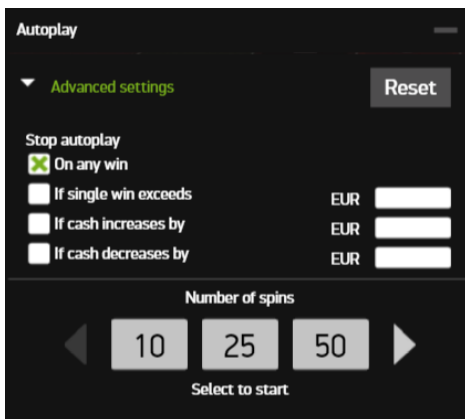 Autoplay
Advanced settings
Reset
Stop autoplay
On any win
If single win exceeds EUR
If cash increases by EUR
If cash decreases by EUR
Number of spins
10 25 50
Select to start